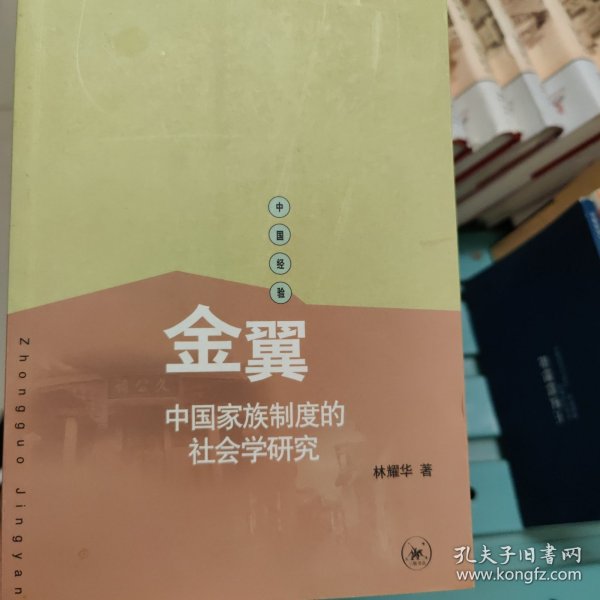 中国经验
金翼
中国家族制度的
社会学研究
林耀华 著
Zhongguo Jingyan
孔夫子旧书网
www.kongfz.com